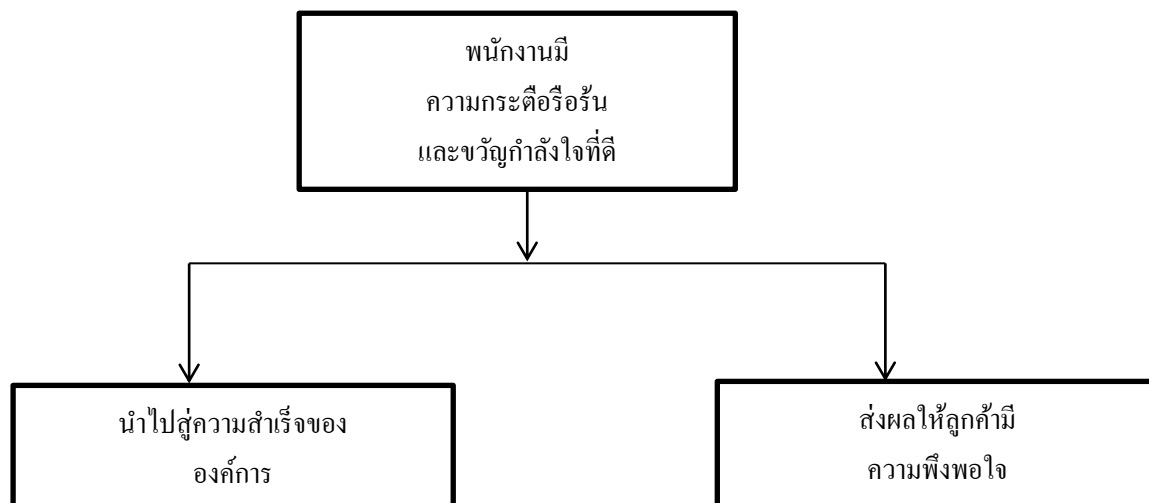 พนักงานมี
ความกระตือรือร้น
และขวัญกำลังใจที่ดี
นำไปสู่ความสำเร็จของ
องค์การ
ส่งผลให้ลูกค้ามี
ความพึงพอใจ